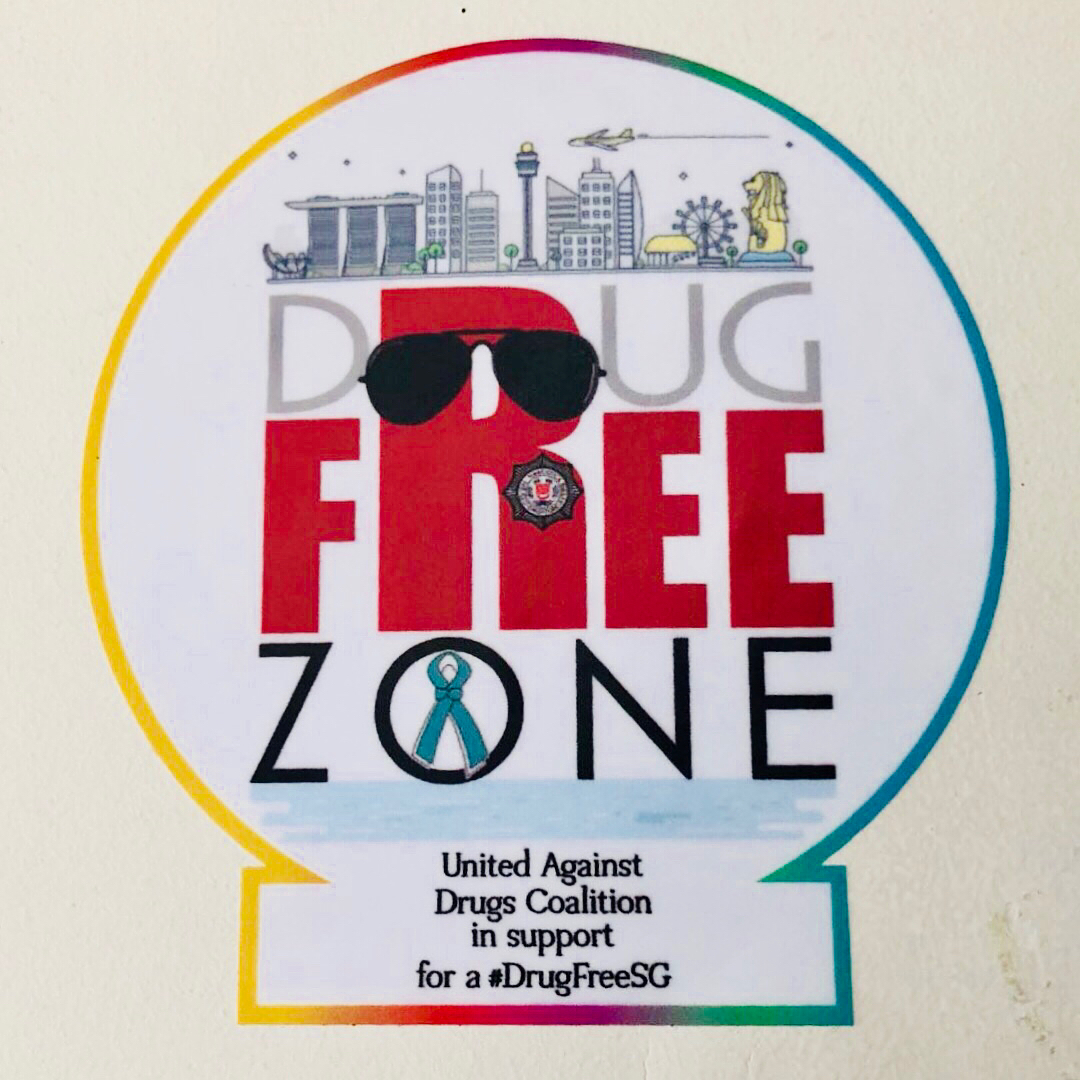 DRUG
FREE
ZONE
United Against
Drugs Coalition
in support
for a #DrugFreeSG